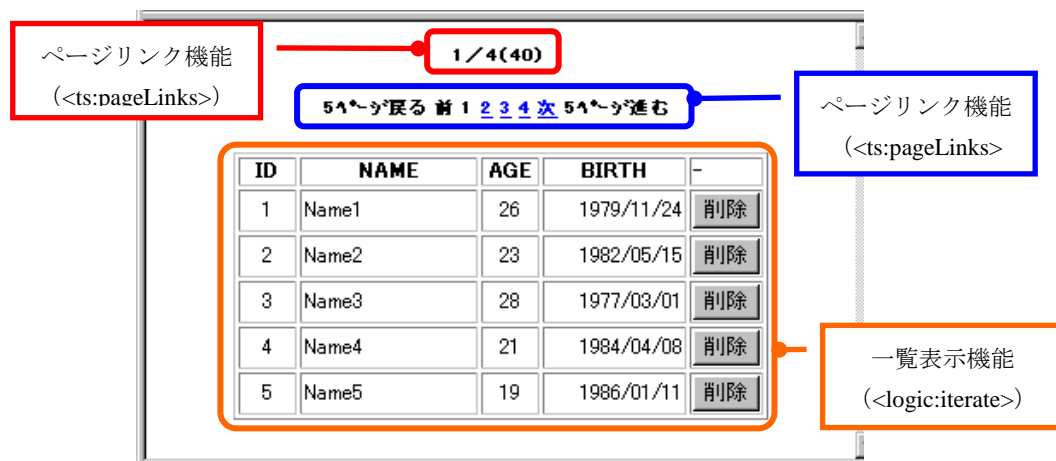 ページリンク機能
(<ts:pageLinks>)
1／4(40)
ページリンク機能
(<ts:pageLinks>
5ページ戻る 前 1 2 3 4 次 5ページ進む
ID NAME AGE BIRTH -
1 Name1 26 1979/11/24 削除
2 Name2 23 1982/05/15 削除
3 Name3 28 1977/03/01 削除
4 Name4 21 1984/04/08 削除
5 Name5 19 1986/01/11 削除
一覧表示機能
(<logic:iterate>)